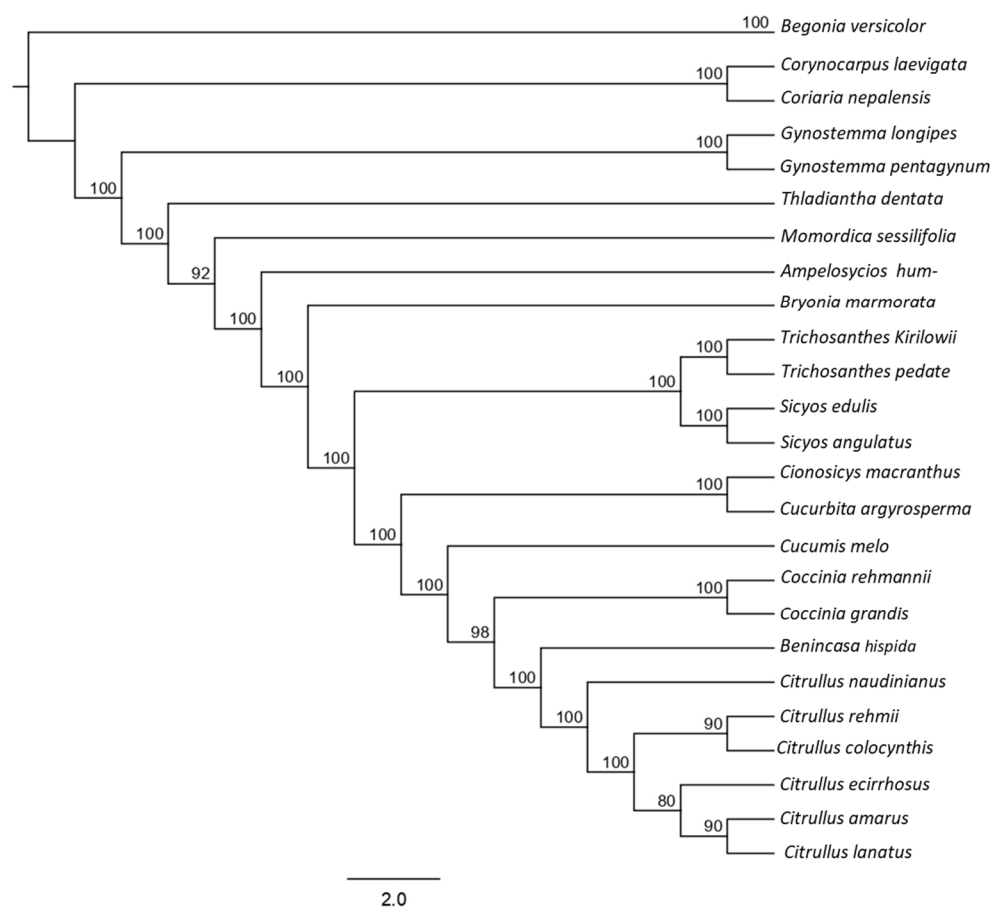 100 Begonia versicolor
Corynocarpus laevigata
100
Coriaria nepalensis
Gynostemma longipes
100
Gynostemma pentagynum
100
Thladiantha dentata
100
Momordica sessilifolia
92
Ampelosycios hum-
Bryonia marmorata
100
Trichosanthes Kirilowii
100
Trichosanthes pedate
100
100
Sicyos edulis
100
Sicyos angulatus
100
Cionosicys macranthus
100
Cucurbita argyrosperma
100
Cucumis melo
Coccinia rehmannii
100
100
Coccinia grandis
98
Benincasa hispida
100
Citrullus naudinianus
Citrullus rehmii
100
90
Citrullus colocynthis
100
Citrullus ecirrhosus
80
Citrullus amarus
90
Citrullus lanatus
2.0